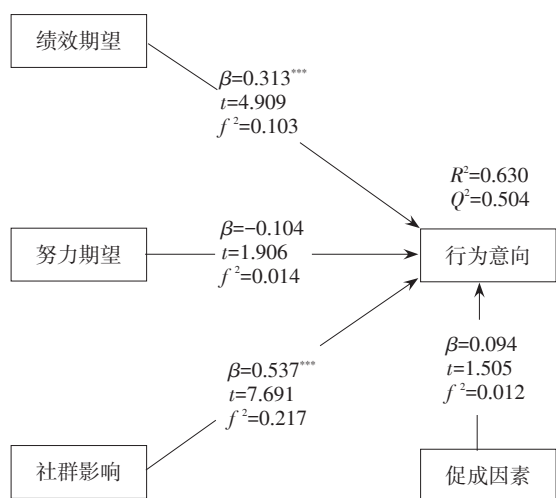 绩效期望
β=0.313***
t=4.909
f²=0.103
R²=0.630
Q²=0.504
努力期望
β=−0.104
t=1.906
f²=0.014
行为意向
β=0.537***
t=7.691
f²=0.217
β=0.094
t=1.505
f²=0.012
社群影响
促成因素